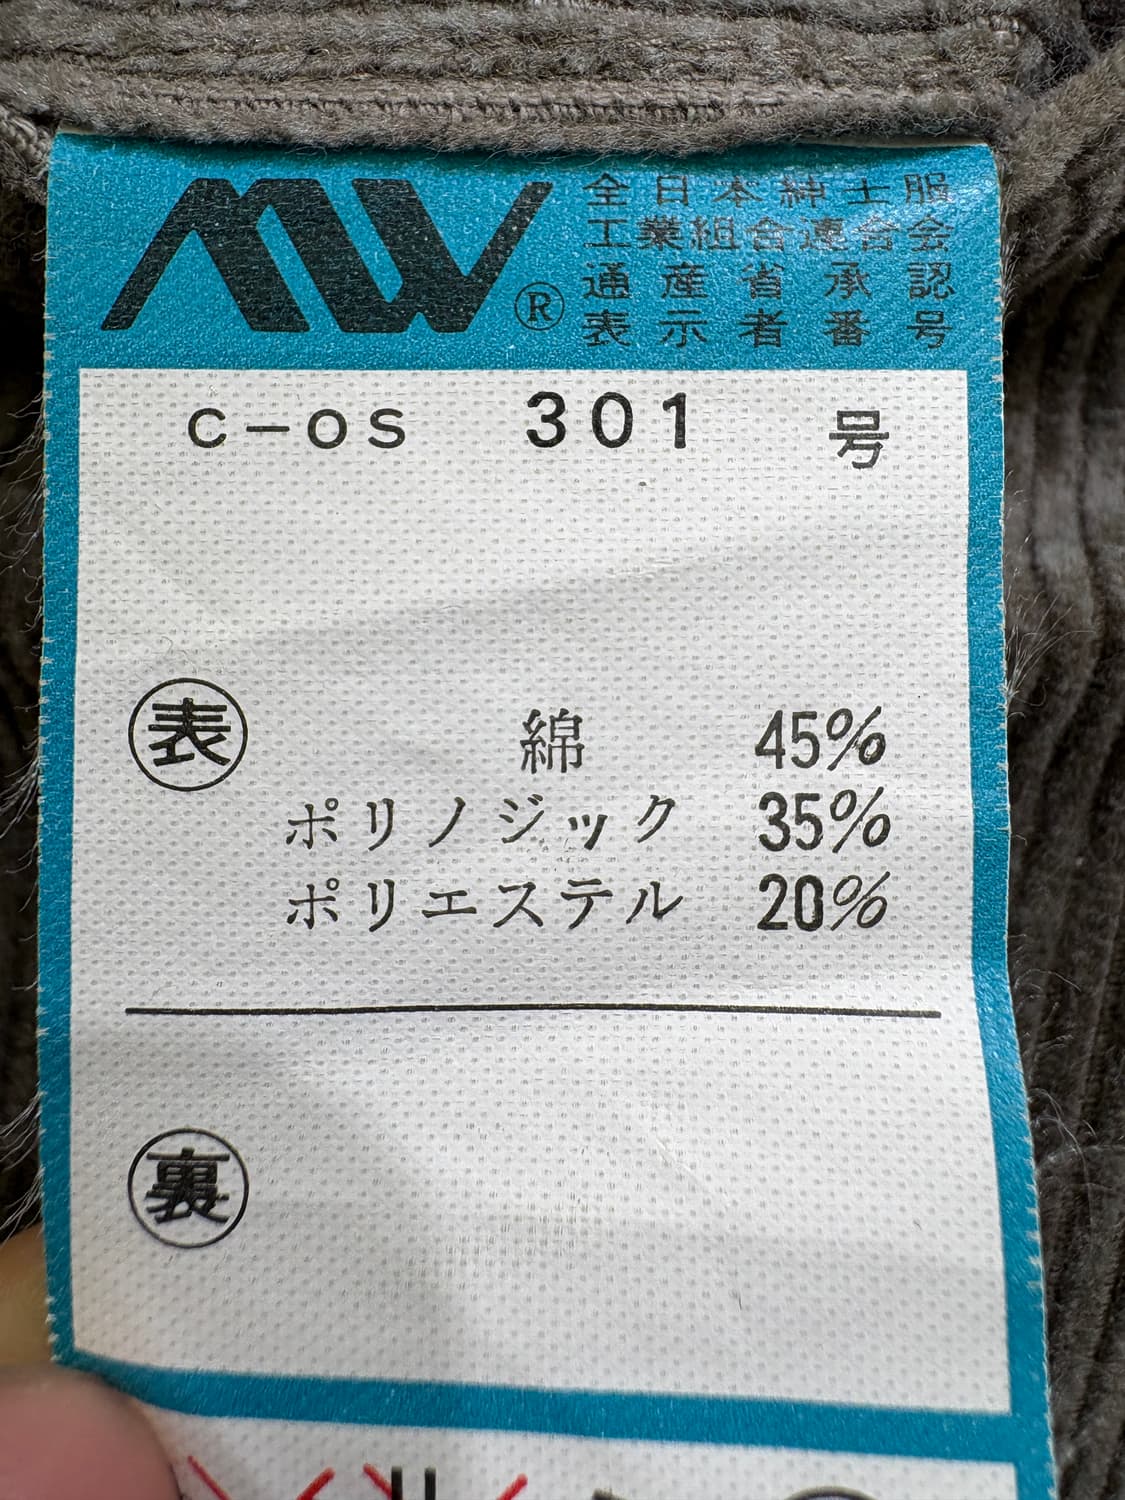 MW®
全日本紳士服
工業組合連合会
通産省承認
表示者番号
C-OS 301 号
表 綿 45%
ポリノジック 35%
ポリエステル 20%
裏